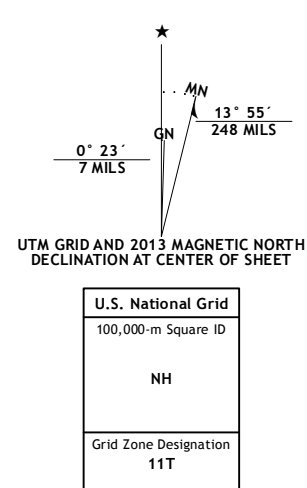 ★
MN
GN
13° 55´
248 MILS
0° 23´
7 MILS
UTM GRID AND 2013 MAGNETIC NORTH
DECLINATION AT CENTER OF SHEET
U.S. National Grid
100,000-m Square ID
NH
Grid Zone Designation
11T